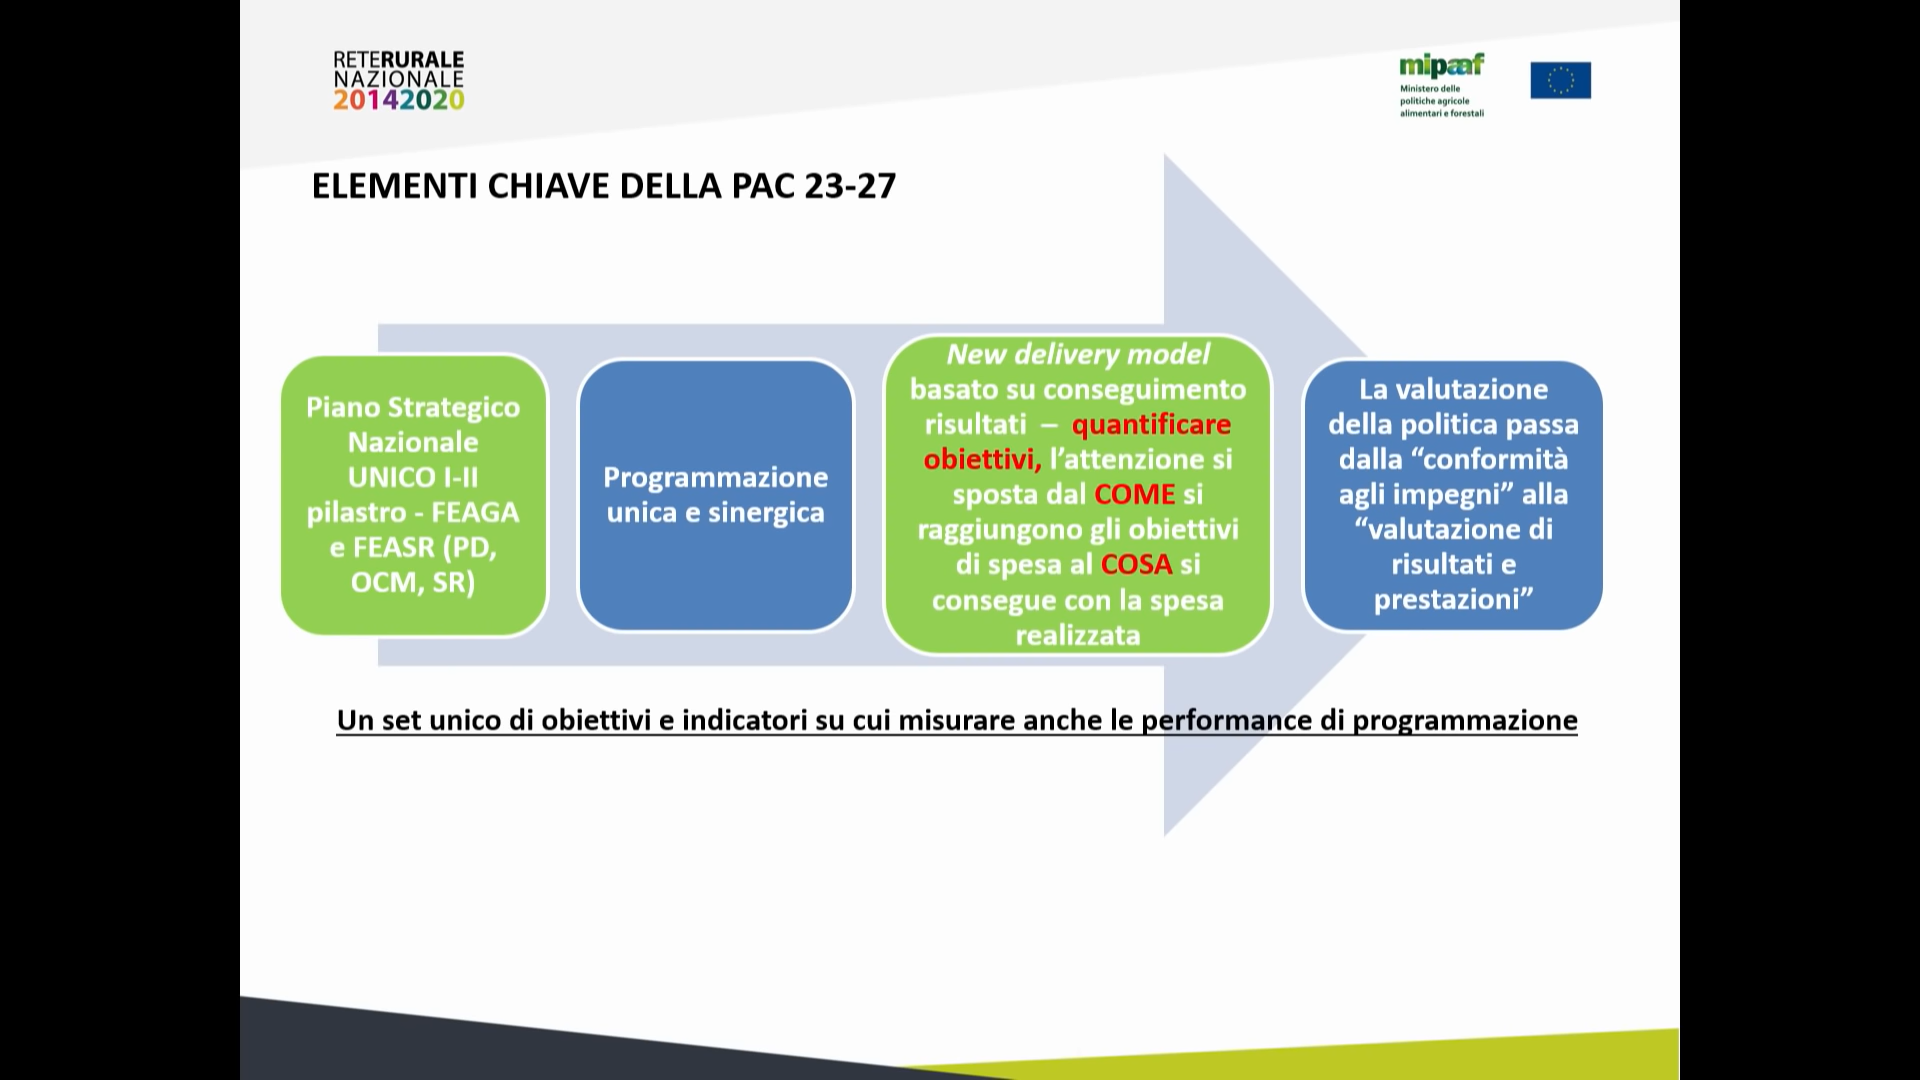 RETERURALE
NAZIONALE
20142020
mipaaf
Ministero delle
politiche agricole
alimentari e forestali
ELEMENTI CHIAVE DELLA PAC 23-27
Piano Strategico
Nazionale
UNICO I-II
pilastro - FEAGA
e FEASR (PD,
OCM, SR)
Programmazione
unica e sinergica
New delivery model
basato su conseguimento
risultati – quantificare
obiettivi, l’attenzione si
sposta dal COME si
raggiungono gli obiettivi
di spesa al COSA si
consegue con la spesa
realizzata
La valutazione
della politica passa
dalla “conformità
agli impegni” alla
“valutazione di
risultati e
prestazioni”
Un set unico di obiettivi e indicatori su cui misurare anche le performance di programmazione